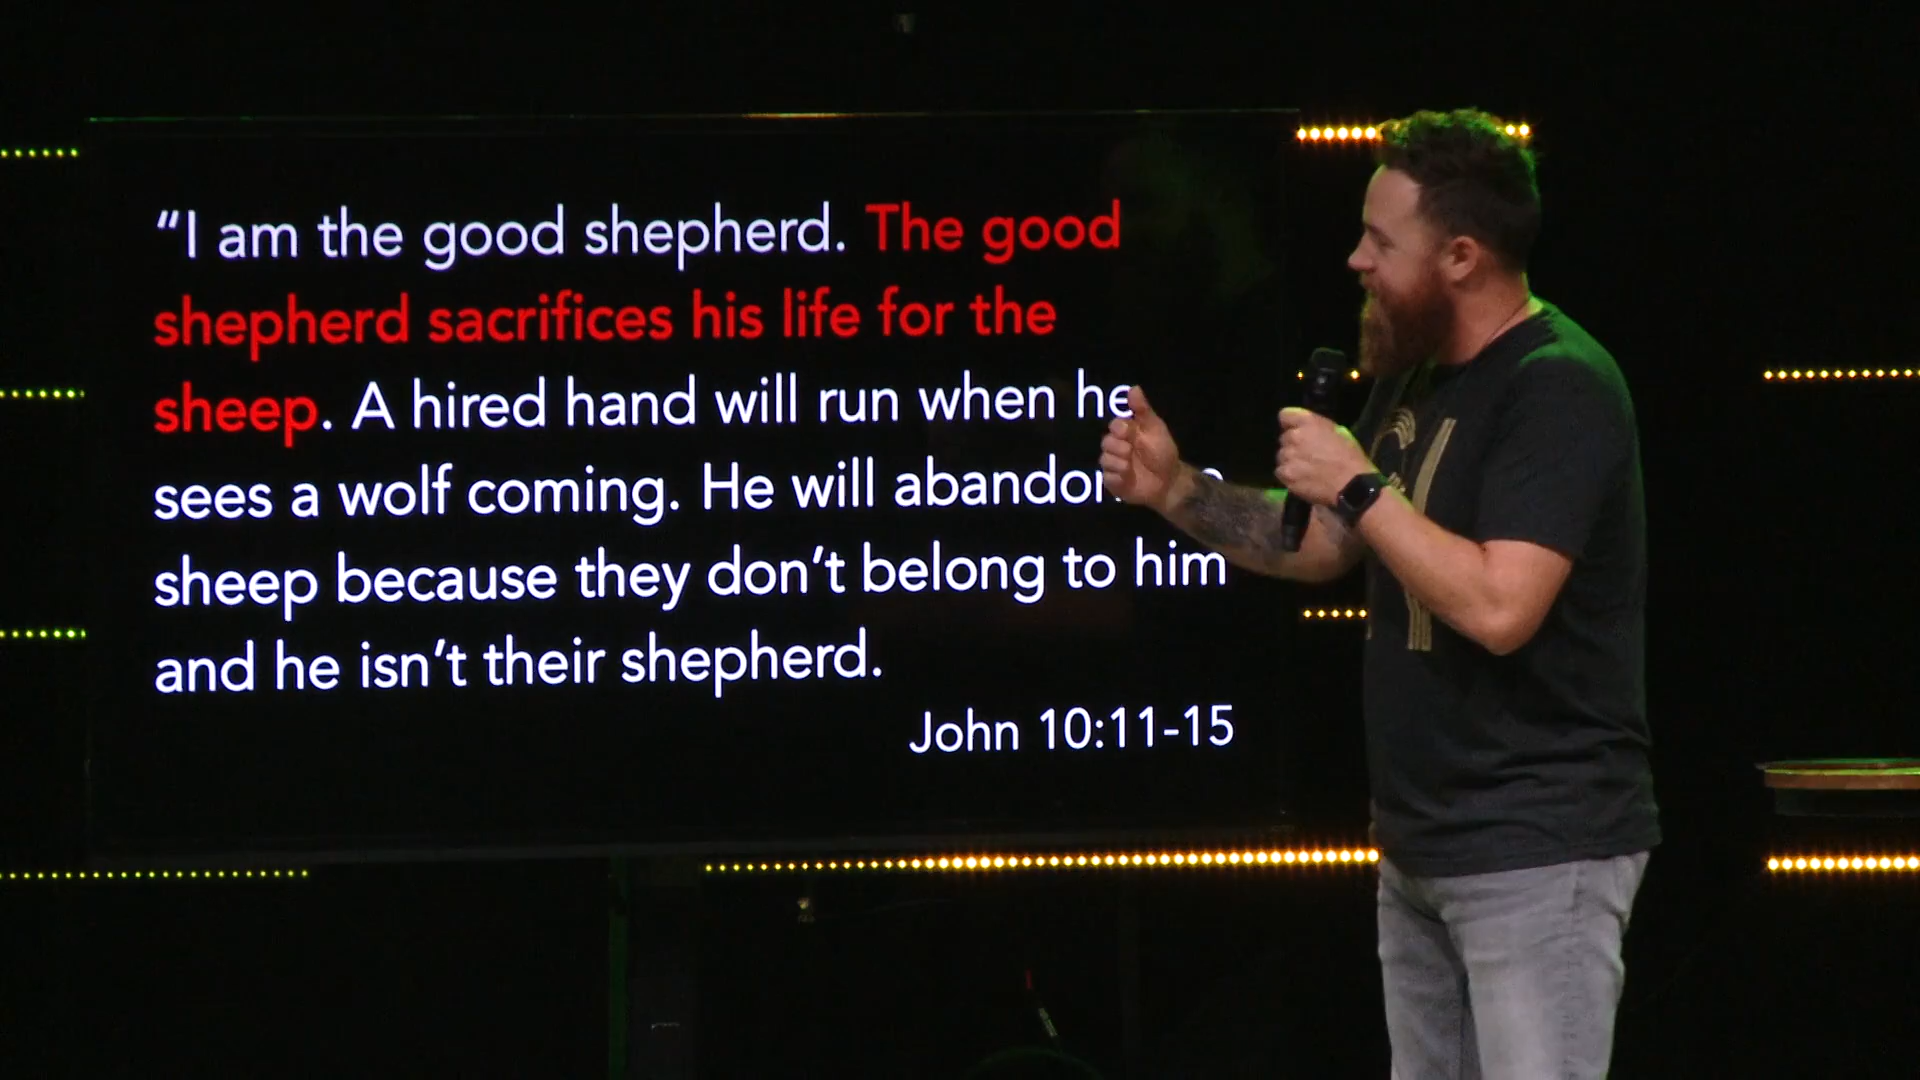 “I am the good shepherd. The good
shepherd sacrifices his life for the
sheep. A hired hand will run when he
sees a wolf coming. He will abandon
sheep because they don’t belong to him
and he isn’t their shepherd.
John 10:11-15